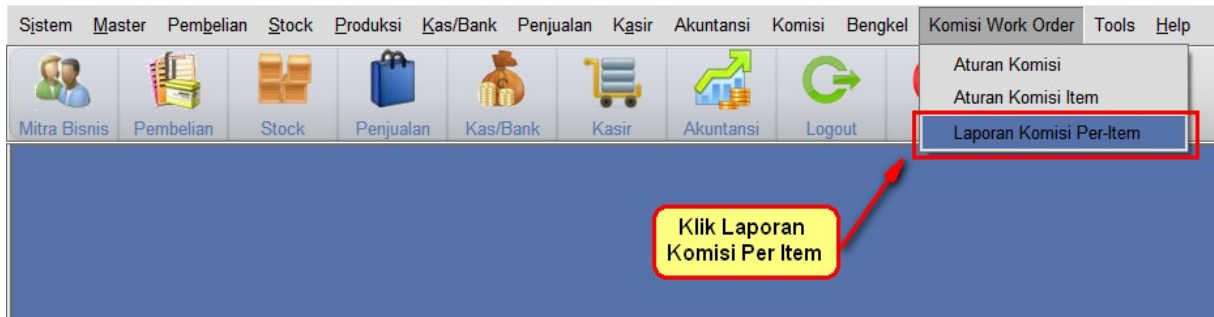 Sistem Master Pembelian Stock Produksi Kas/Bank Penjualan Kasir Akuntansi Komisi Bengkel Komisi Work Order Tools Help
Aturan Komisi
Aturan Komisi Item
Laporan Komisi Per-Item
Mitra Bisnis Pembelian Stock Penjualan Kas/Bank Kasir Akuntansi Logout
Klik Laporan
Komisi Per Item